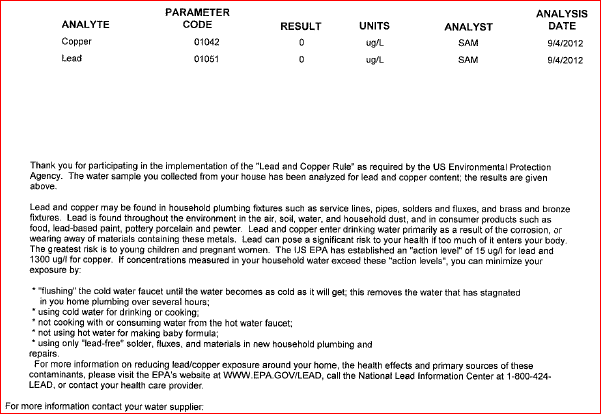 ANALYTE PARAMETER CODE RESULT UNITS ANALYST ANALYSIS DATE
Copper 01042 0 ug/L SAM 9/4/2012
Lead 01051 0 ug/L SAM 9/4/2012
Thank you for participating in the implementation of the "Lead and Copper Rule" as required by the US Environmental Protection
Agency. The water sample you collected from your house has been analyzed for lead and copper content; the results are given
above.
Lead and copper may be found in household plumbing fixtures such as service lines, pipes, solders and fluxes, and brass and bronze
fixtures. Lead is found throughout the environment in the air, soil, water, and household dust, and in consumer products such as
food, lead-based paint, pottery porcelain and pewter. Lead and copper enter drinking water primarily as a result of the corrosion, or
wearing away of materials containing these metals. Lead can pose a significant risk to your health if too much of it enters your body.
The greatest risk is to young children and pregnant women. The US EPA has established an "action level" of 15 ug/l for lead and
1300 ug/l for copper. If concentrations measured in your household water exceed these "action levels", you can minimize your
exposure by:
* "flushing" the cold water faucet until the water becomes as cold as it will get; this removes the water that has stagnated
in you home plumbing over several hours;
* using cold water for drinking or cooking;
* not cooking with or consuming water from the hot water faucet;
* not using hot water for making baby formula;
* using only "lead-free" solder, fluxes, and materials in new household plumbing and
repairs.
For more information on reducing lead/copper exposure around your home, the health effects and primary sources of these
contaminants, please visit the EPA's website at WWW.EPA.GOV/LEAD, call the National Lead Information Center at 1-800-424-
LEAD, or contact your health care provider.
For more information contact your water supplier: